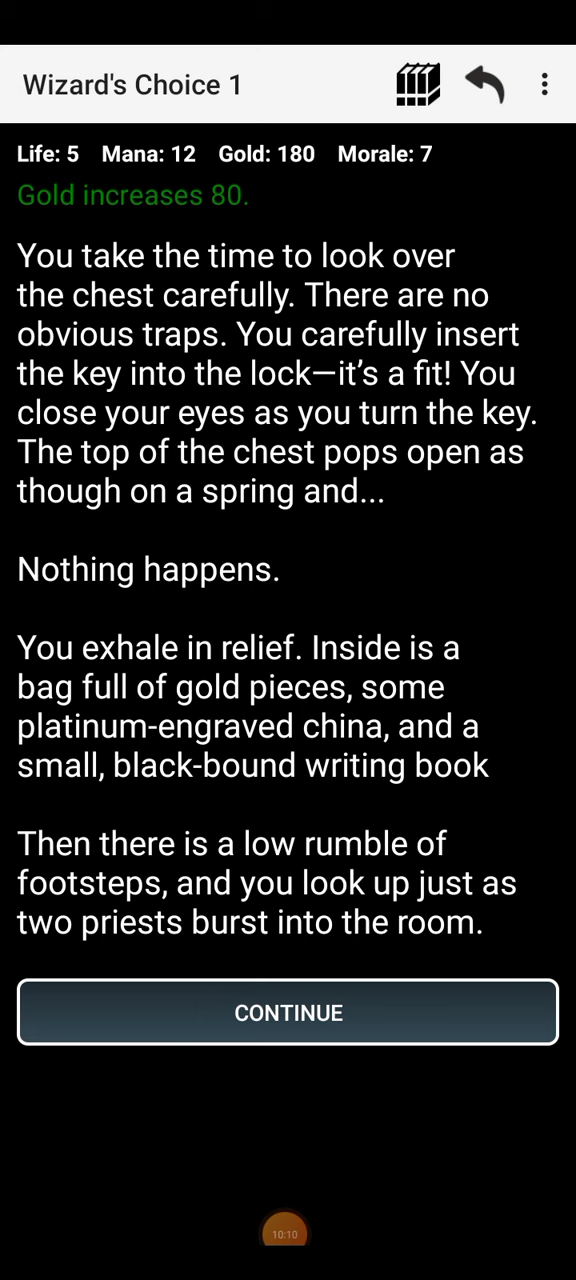 Wizard's Choice 1
Life: 5 Mana: 12 Gold: 180 Morale: 7
Gold increases 80.
You take the time to look over
the chest carefully. There are no
obvious traps. You carefully insert
the key into the lock—it’s a fit! You
close your eyes as you turn the key.
The top of the chest pops open as
though on a spring and...
Nothing happens.
You exhale in relief. Inside is a
bag full of gold pieces, some
platinum-engraved china, and a
small, black-bound writing book
Then there is a low rumble of
footsteps, and you look up just as
two priests burst into the room.
CONTINUE
10:10